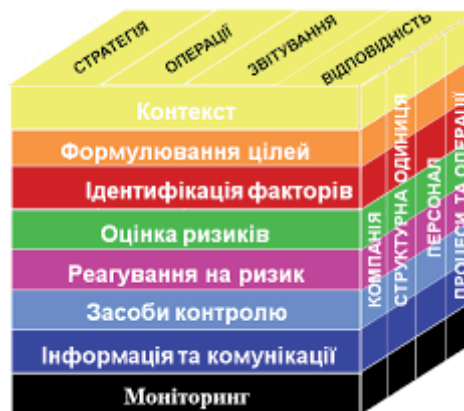 СТРАТЕГІЯ
ОПЕРАЦІЇ
ЗВІТУВАННЯ
ВІДПОВІДНІСТЬ
Контекст
Формулювання цілей
Ідентифікація факторів
Оцінка ризиків
Реагування на ризик
Засоби контролю
Інформація та комунікації
Моніторинг
КОМПАНІЯ
СТРУКТУРНА ОДИНИЦЯ
ПЕРСОНАЛ
ПРОЦЕСИ ТА ОПЕРАЦІЇ